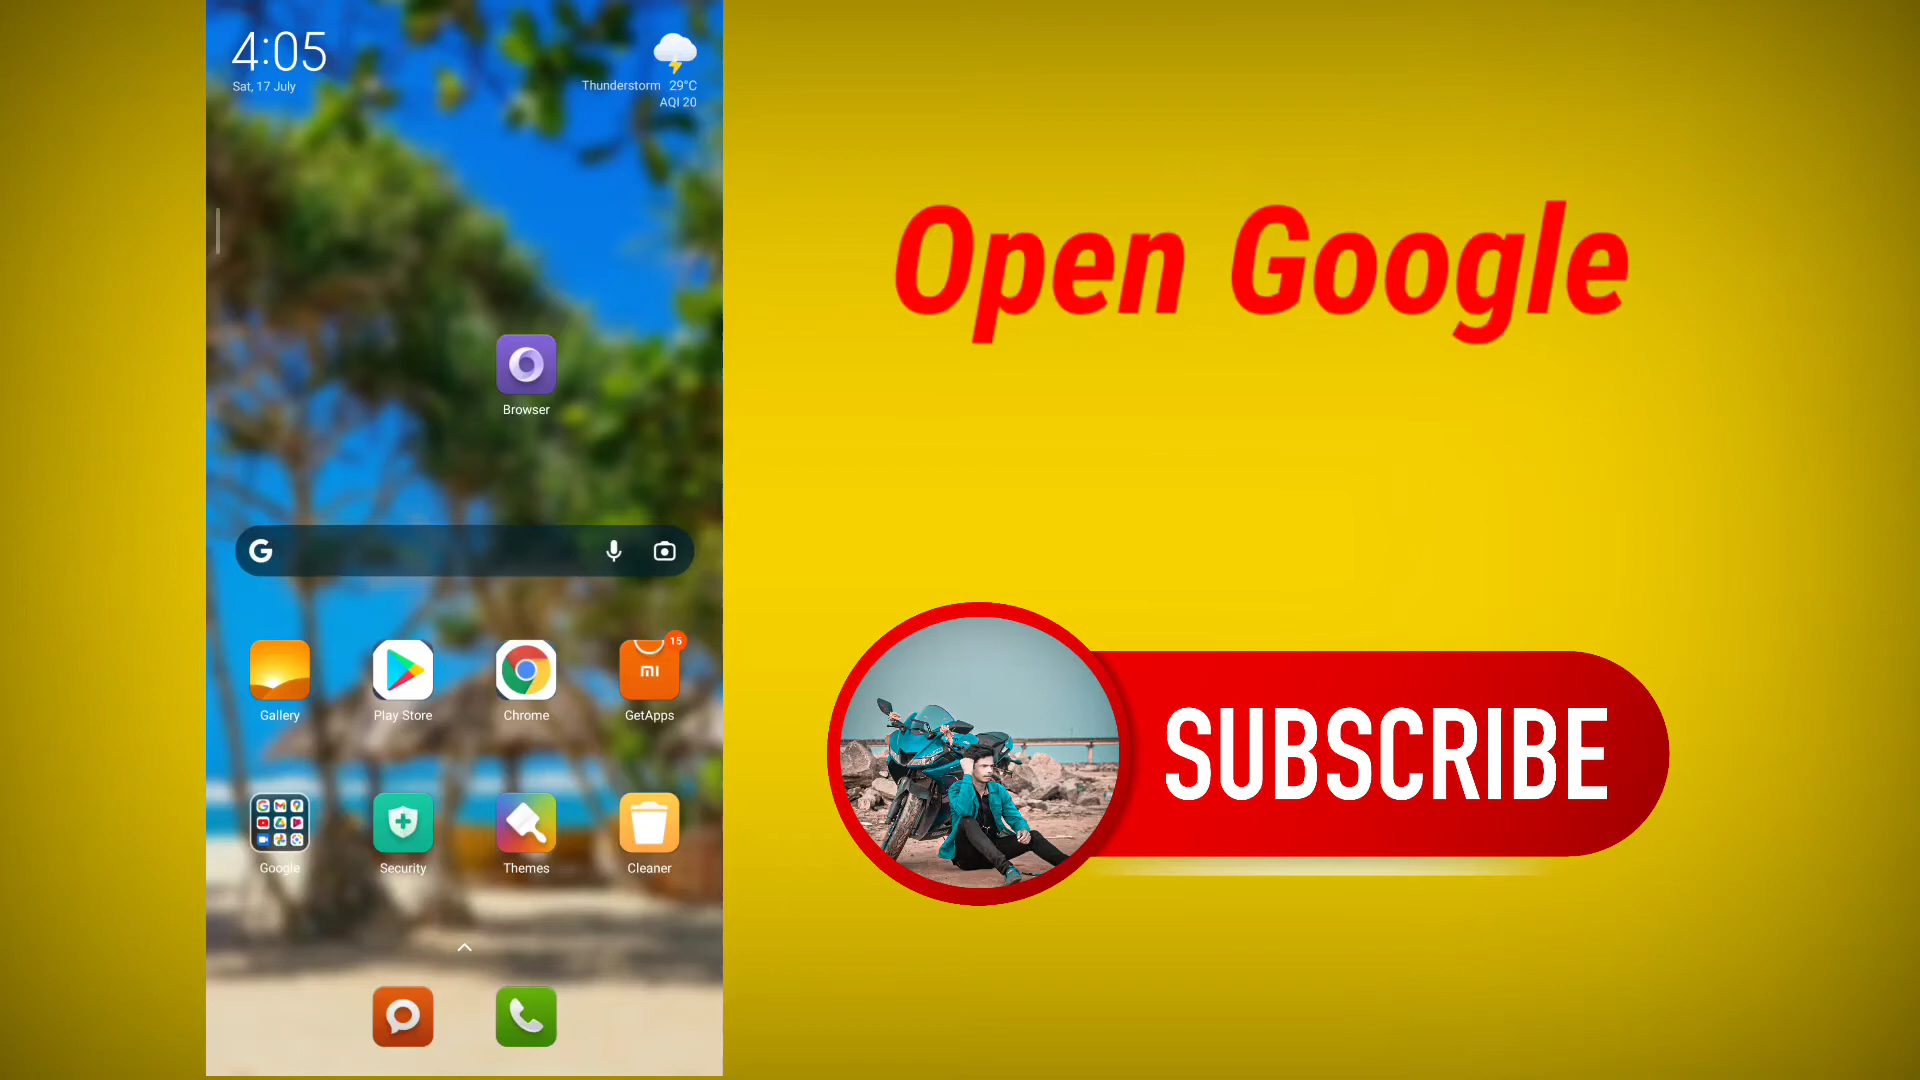 4:05
Sat, 17 July
Thunderstorm 29°C
AQI 20
Browser
G
15
mi
Gallery
Play Store
Chrome
GetApps
Google
Security
Themes
Cleaner
Open Google
SUBSCRIBE